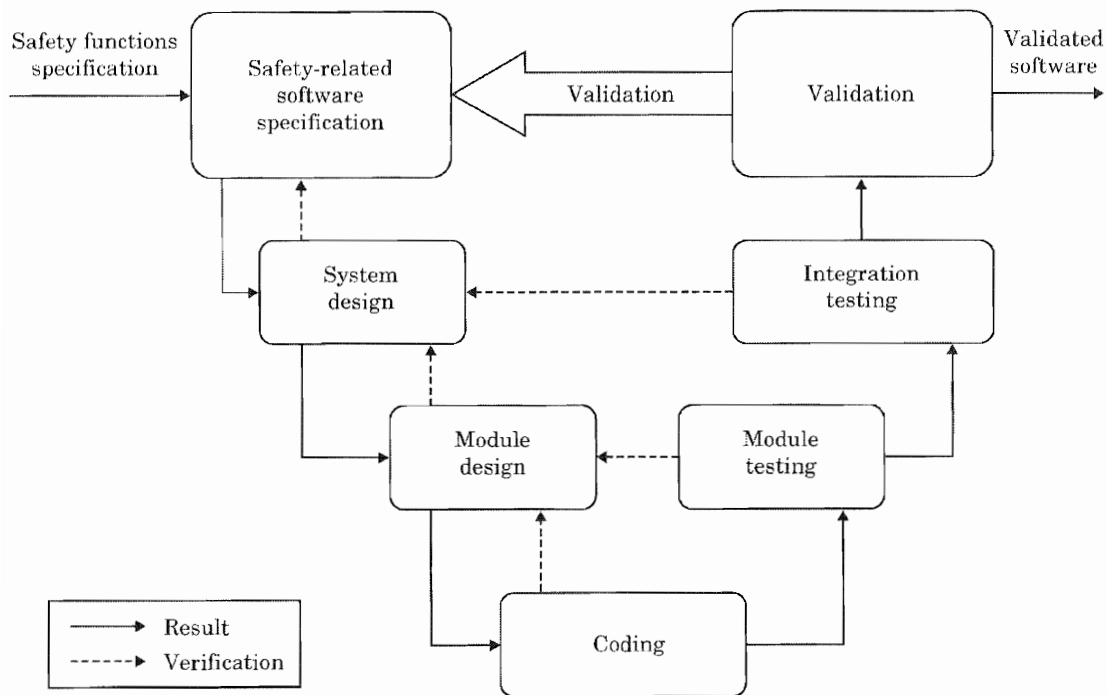 Safety functions
specification
Safety-related
software
specification
Validation
Validation
Validated
software
System
design
Integration
testing
Module
design
Module
testing
Coding
Result
Verification